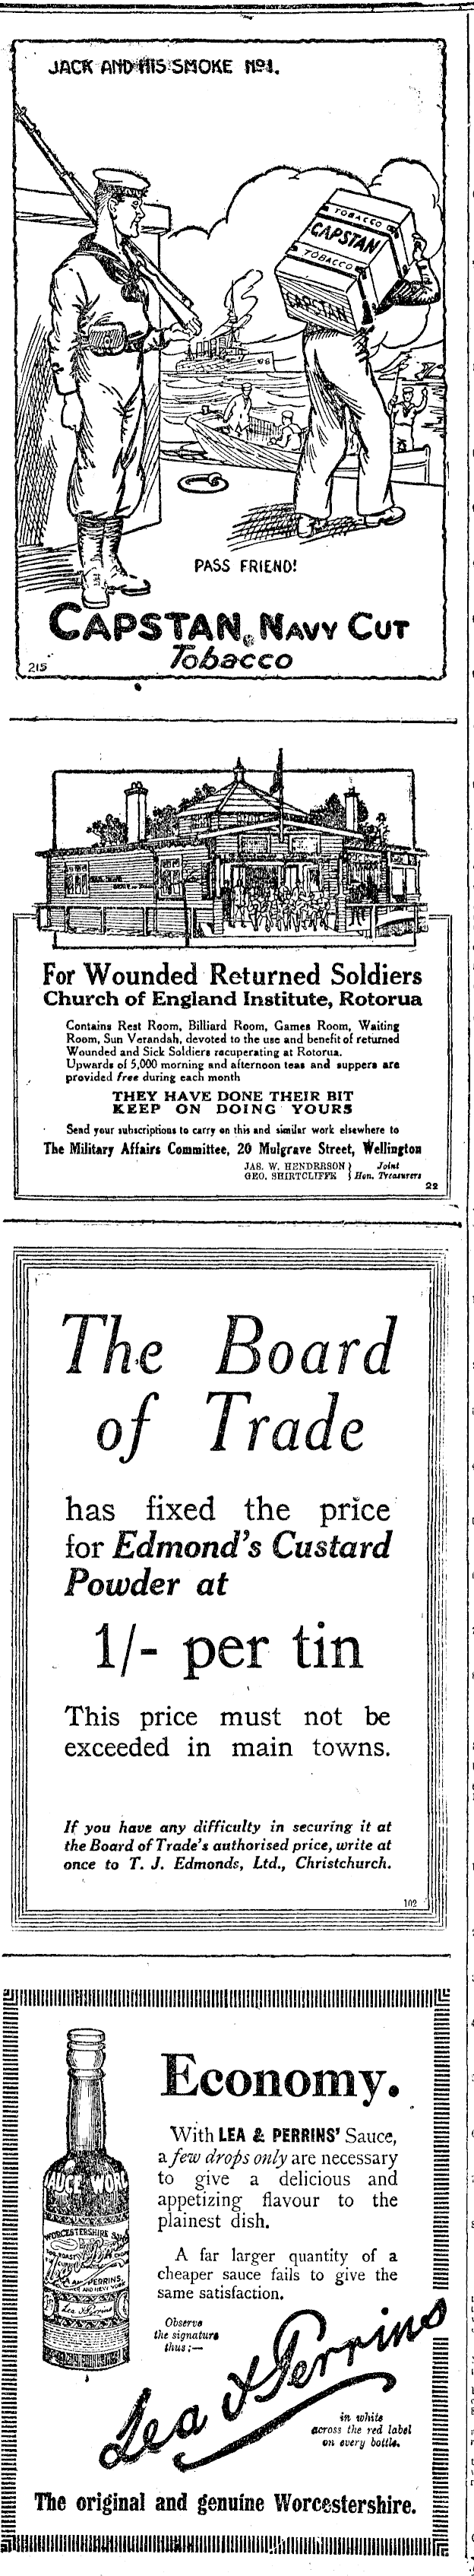 JACK AND HIS SMOKE No1.
TOBACCO
CAPSTAN
TOBACCO
CAPSTAN
PASS FRIEND!
CAPSTAN NAVY CUT
Tobacco
215
For Wounded Returned Soldiers
Church of England Institute, Rotorua
Contains Rest Room, Billiard Room, Games Room, Waiting
Room, Sun Verandah, devoted to the use and benefit of returned
Wounded and Sick Soldiers recuperating at Rotorua.
Upwards of 5,000 morning and afternoon teas and suppers are
provided free during each month
THEY HAVE DONE THEIR BIT
KEEP ON DOING YOURS
Send your subscriptions to carry on this and similar work elsewhere to
The Military Affairs Committee, 20 Mulgrave Street, Wellington
JAS. W. HENDERSON } Joint
GEO. SHIRTCLIFFE } Hon. Treasurers
22
The Board
of Trade
has fixed the price
for Edmond's Custard
Powder at
1/- per tin
This price must not be
exceeded in main towns.
If you have any difficulty in securing it at
the Board of Trade's authorised price, write at
once to T. J. Edmonds, Ltd., Christchurch.
102
Economy.
With LEA & PERRINS' Sauce,
a few drops only are necessary
to give a delicious and
appetizing flavour to the
plainest dish.
A far larger quantity of a
cheaper sauce fails to give the
same satisfaction.
Observe
the signature
thus:—
Lea & Perrins
in white
across the red label
on every bottle.
WORCESTERSHIRE
Lea & Perrins
The original and genuine Worcestershire.